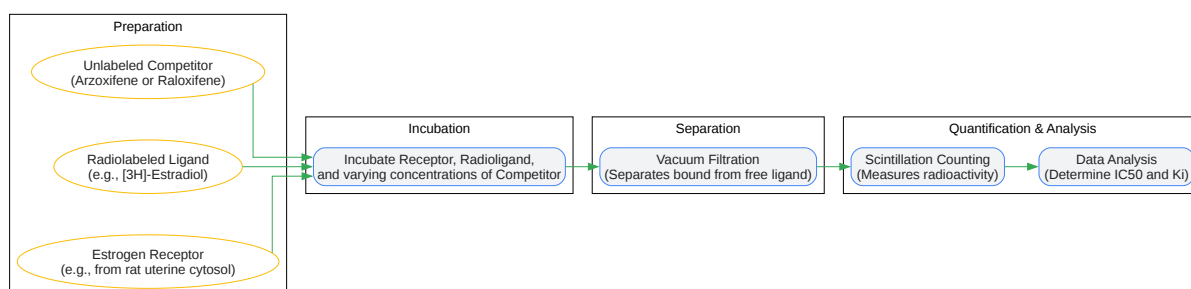 Preparation
Unlabeled Competitor
(Arzoxifene or Raloxifene)
Radiolabeled Ligand
(e.g., [3H]-Estradiol)
Estrogen Receptor
(e.g., from rat uterine cytosol)
Incubation
Incubate Receptor, Radioligand,
and varying concentrations of Competitor
Separation
Vacuum Filtration
(Separates bound from free ligand)
Quantification & Analysis
Scintillation Counting
(Measures radioactivity)
Data Analysis
(Determine IC50 and Ki)